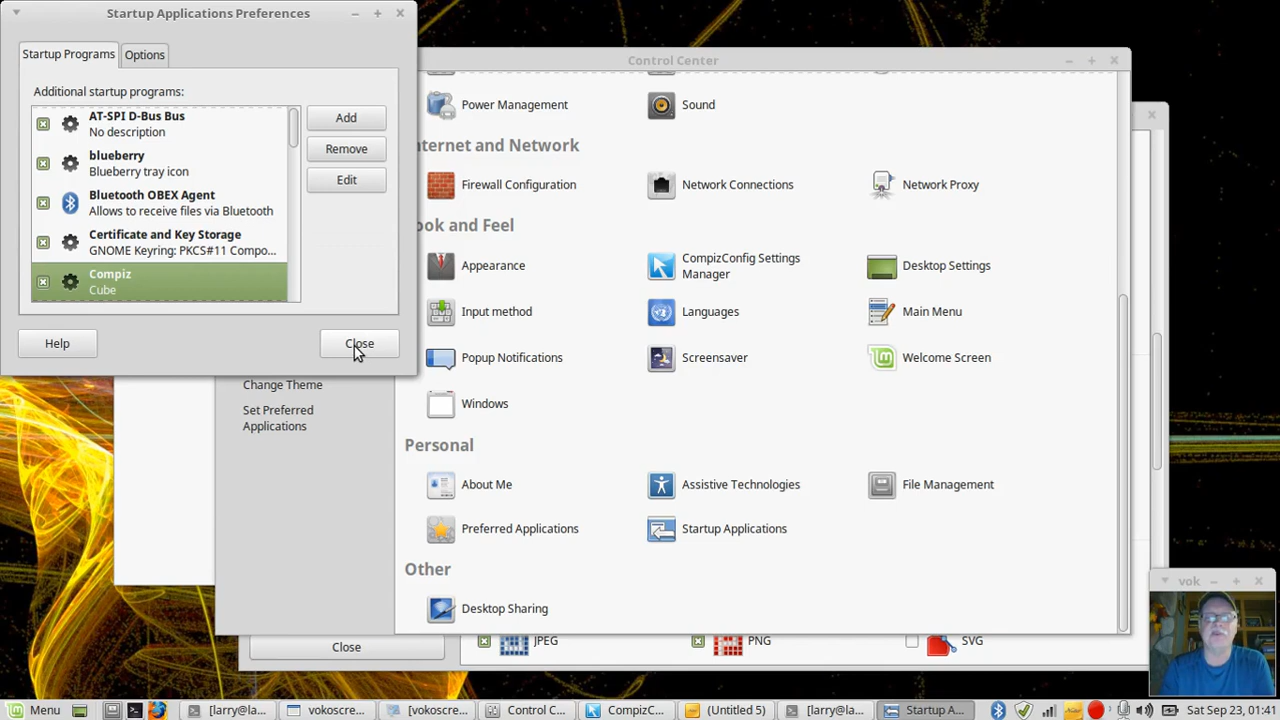 Startup Applications Preferences
Startup Programs
Options
Additional startup programs:
AT-SPI D-Bus Bus
No description
blueberry
Blueberry tray icon
Bluetooth OBEX Agent
Allows to receive files via Bluetooth
Certificate and Key Storage
GNOME Keyring: PKCS#11 Compo...
Compiz
Cube
Add
Remove
Edit
Help
Close
Control Center
Power Management
Sound
Internet and Network
Firewall Configuration
Network Connections
Network Proxy
ook and Feel
Appearance
CompizConfig Settings
Manager
Desktop Settings
Input method
Languages
Main Menu
Popup Notifications
Screensaver
Welcome Screen
Windows
Change Theme
Set Preferred
Applications
Personal
About Me
Assistive Technologies
File Management
Preferred Applications
Startup Applications
Other
Desktop Sharing
Close
JPEG
PNG
SVG
vok
Menu
[larry@la...
vokoscre...
[vokoscre...
Control C...
CompizC...
(Untitled 5)
[larry@la...
Startup A...
Sat Sep 23, 01:41